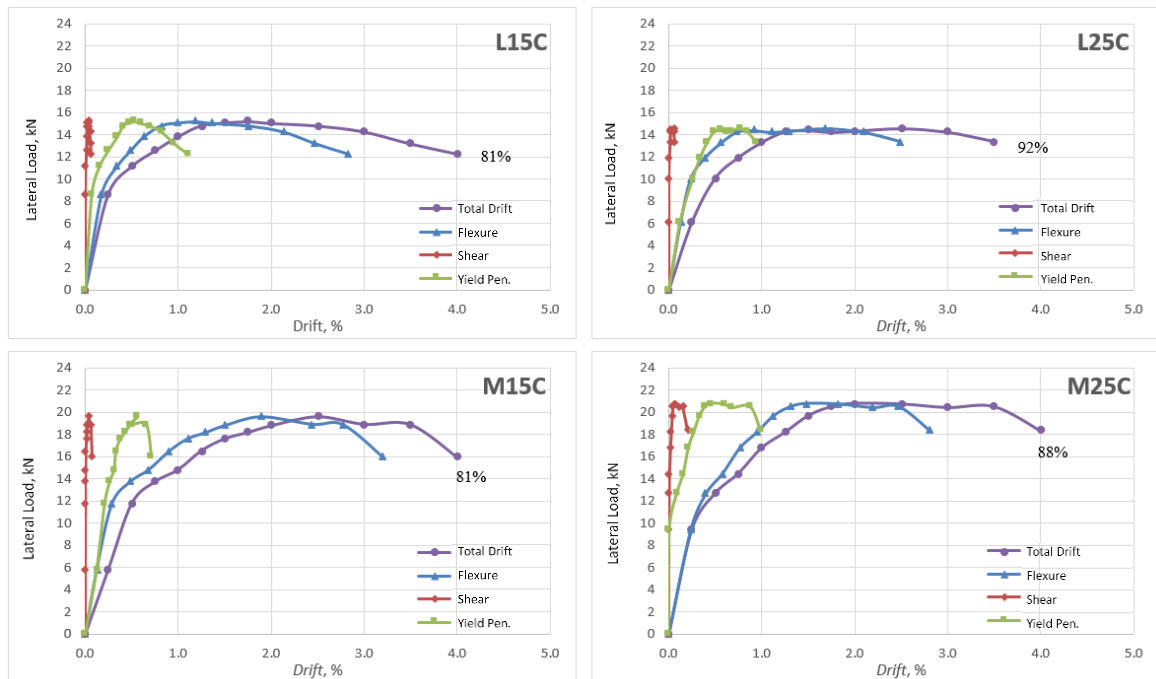 L15C
Lateral Load, kN
24
22
20
18
16
14
12
10
8
6
4
2
0
81%
Total Drift
Flexure
Shear
Yield Pen.
0.0 1.0 2.0 3.0 4.0 5.0
Drift, %
L25C
Lateral Load, kN
24
22
20
18
16
14
12
10
8
6
4
2
0
92%
Total Drift
Flexure
Shear
Yield Pen.
0.0 1.0 2.0 3.0 4.0 5.0
Drift, %
M15C
Lateral Load, kN
24
22
20
18
16
14
12
10
8
6
4
2
0
81%
Total Drift
Flexure
Shear
Yield Pen.
0.0 1.0 2.0 3.0 4.0 5.0
Drift, %
M25C
Lateral Load, kN
24
22
20
18
16
14
12
10
8
6
4
2
0
88%
Total Drift
Flexure
Shear
Yield Pen.
0.0 1.0 2.0 3.0 4.0 5.0
Drift, %